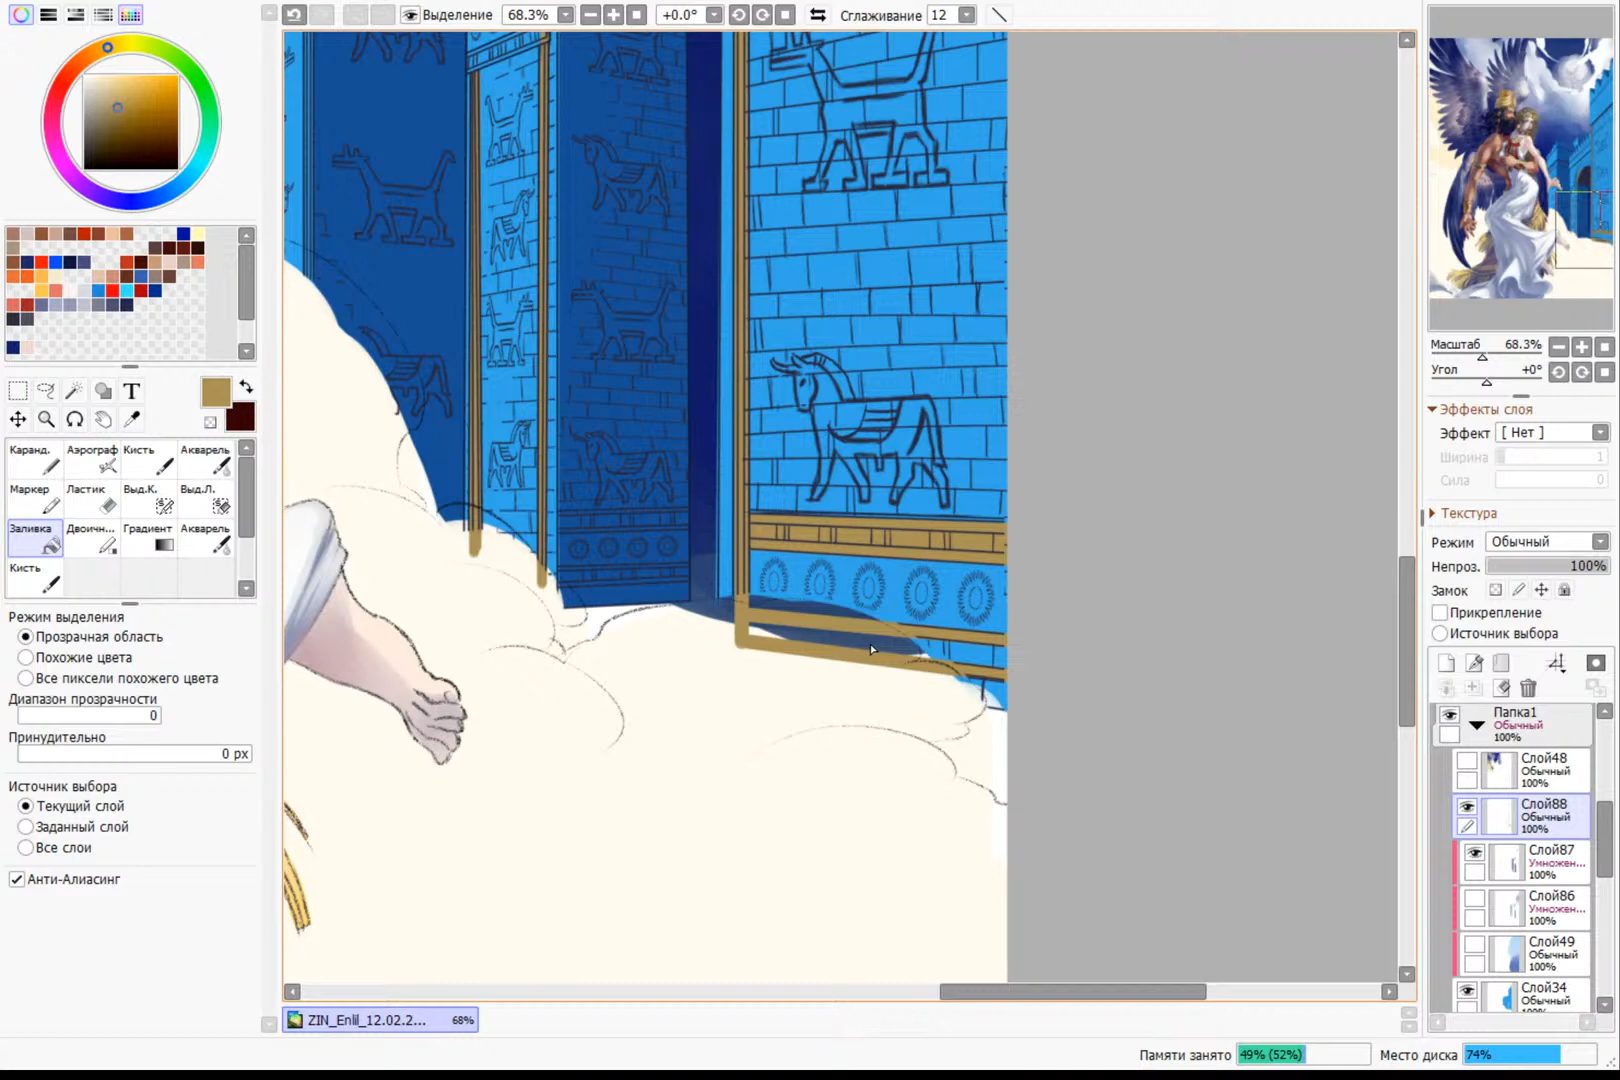 Выделение 68.3% +0.0° Сглаживание 12
Масштаб 68.3%
Угол +0°
Эффекты слоя
Эффект [ Нет ]
Ширина 1
Сила 0
Текстура
Режим Обычный
Непроз. 100%
Замок
Прикрепление
Источник выбора
T
Каранд. Аэрограф Кисть Акварель
Маркер Ластик Выд.К. Выд.Л.
Заливка Двоичн... Градиент Акварель
Кисть
Режим выделения
Прозрачная область
Похожие цвета
Все пиксели похожего цвета
Диапазон прозрачности
0
Принудительно
0 px
Источник выбора
Текущий слой
Заданный слой
Все слои
Анти-Алиасинг
Папка1
Обычный
100%
Слой48
Обычный
100%
Слой88
Обычный
100%
Слой87
Умножен...
100%
Слой86
Умножен...
100%
Слой49
Обычный
100%
Слой34
Обычный
ZIN_Enlil_12.02.2... 68%
Памяти занято 49% (52%) Место диска 74%